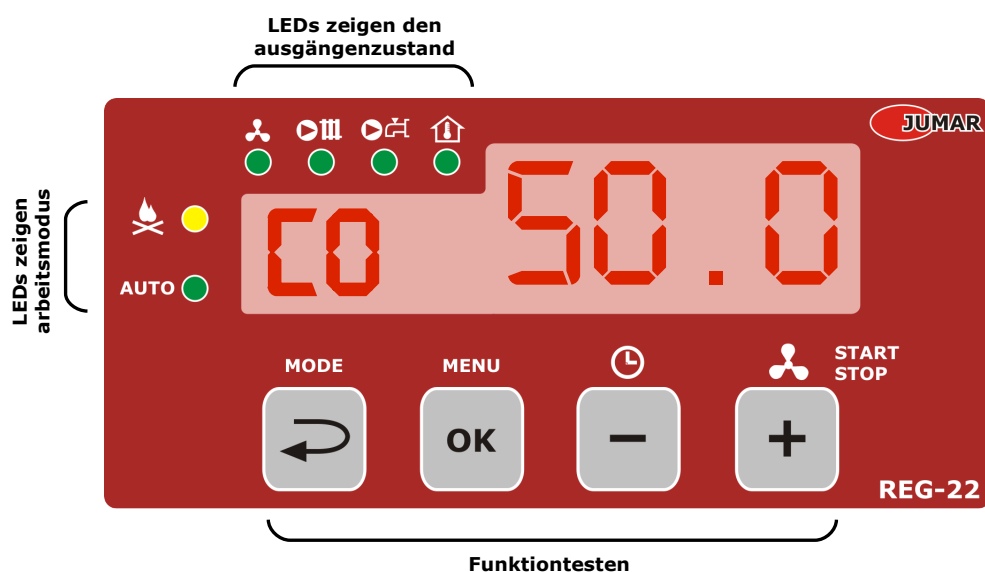 LEDs zeigen den
ausgängenzustand
JUMAR
LEDs zeigen
arbeitsmodus
AUTO
CO 50.0
MODE
MENU
START
STOP
OK
REG-22
Funktiontesten